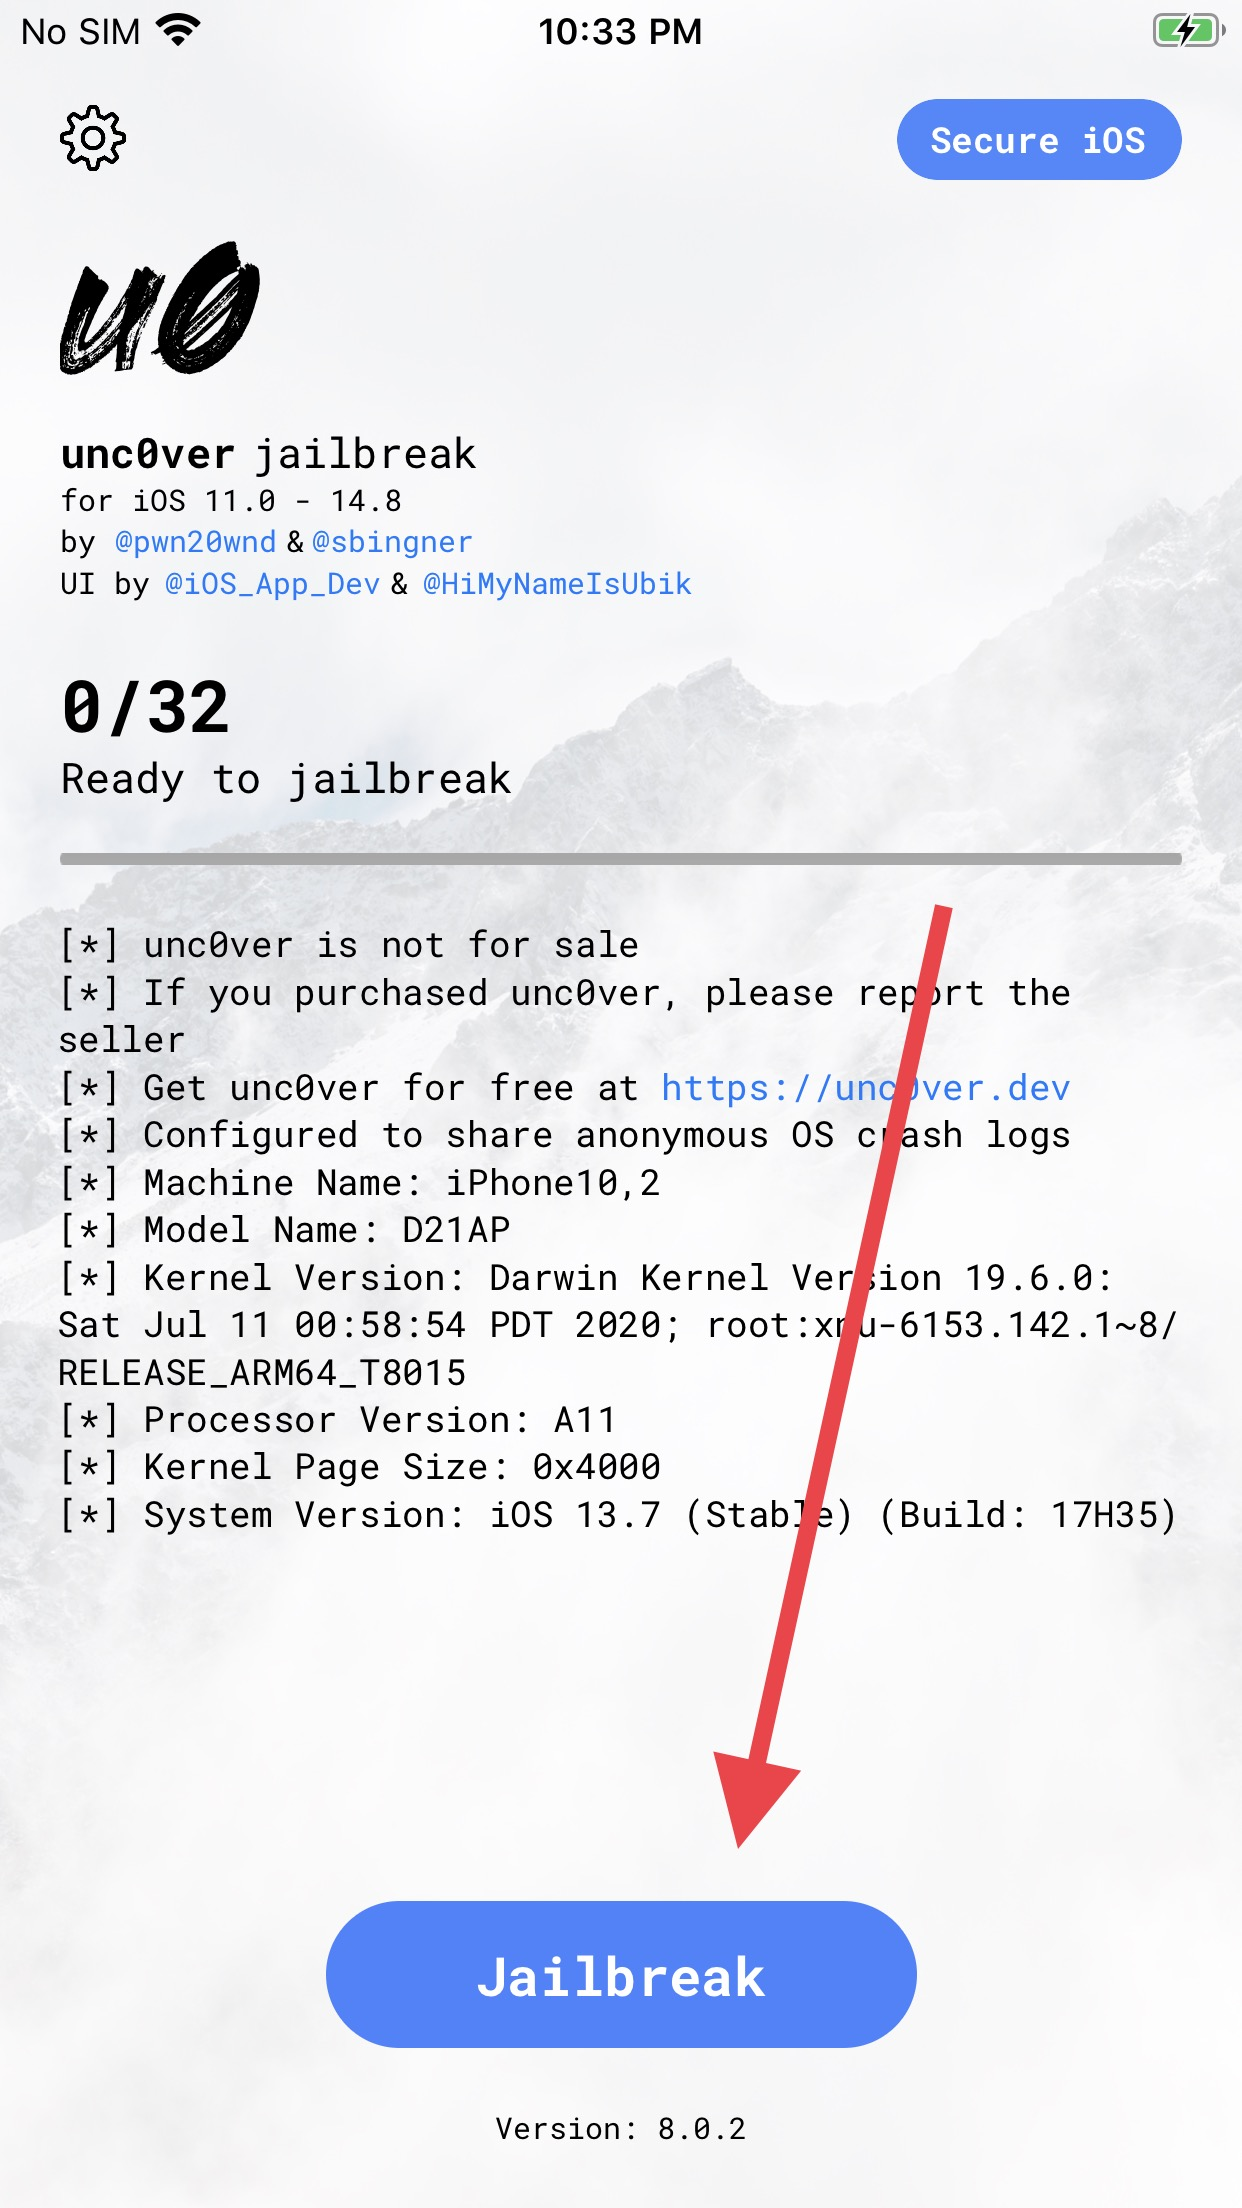 No SIM 10:33 PM
Secure iOS
u0
unc0ver jailbreak
for iOS 11.0 - 14.8
by @pwn20wnd & @sbingner
UI by @iOS_App_Dev & @HiMyNameIsUbik
0/32
Ready to jailbreak
[*] unc0ver is not for sale
[*] If you purchased unc0ver, please report the
seller
[*] Get unc0ver for free at https://unc0ver.dev
[*] Configured to share anonymous OS crash logs
[*] Machine Name: iPhone10,2
[*] Model Name: D21AP
[*] Kernel Version: Darwin Kernel Version 19.6.0:
Sat Jul 11 00:58:54 PDT 2020; root:xnu-6153.142.1~8/
RELEASE_ARM64_T8015
[*] Processor Version: A11
[*] Kernel Page Size: 0x4000
[*] System Version: iOS 13.7 (Stable) (Build: 17H35)
Jailbreak
Version: 8.0.2